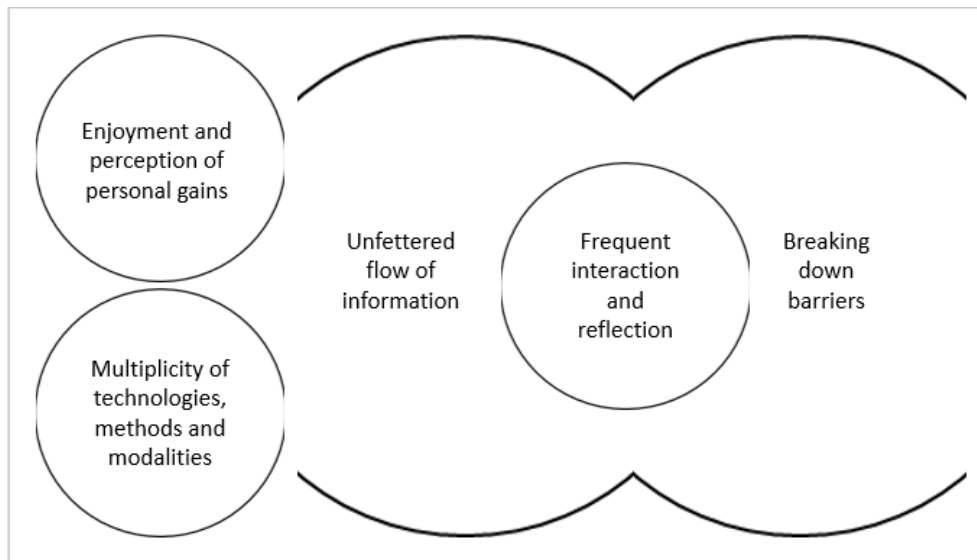 Enjoyment and
perception of
personal gains
Multiplicity of
technologies,
methods and
modalities
Unfettered
flow of
information
Frequent
interaction
and
reflection
Breaking
down
barriers